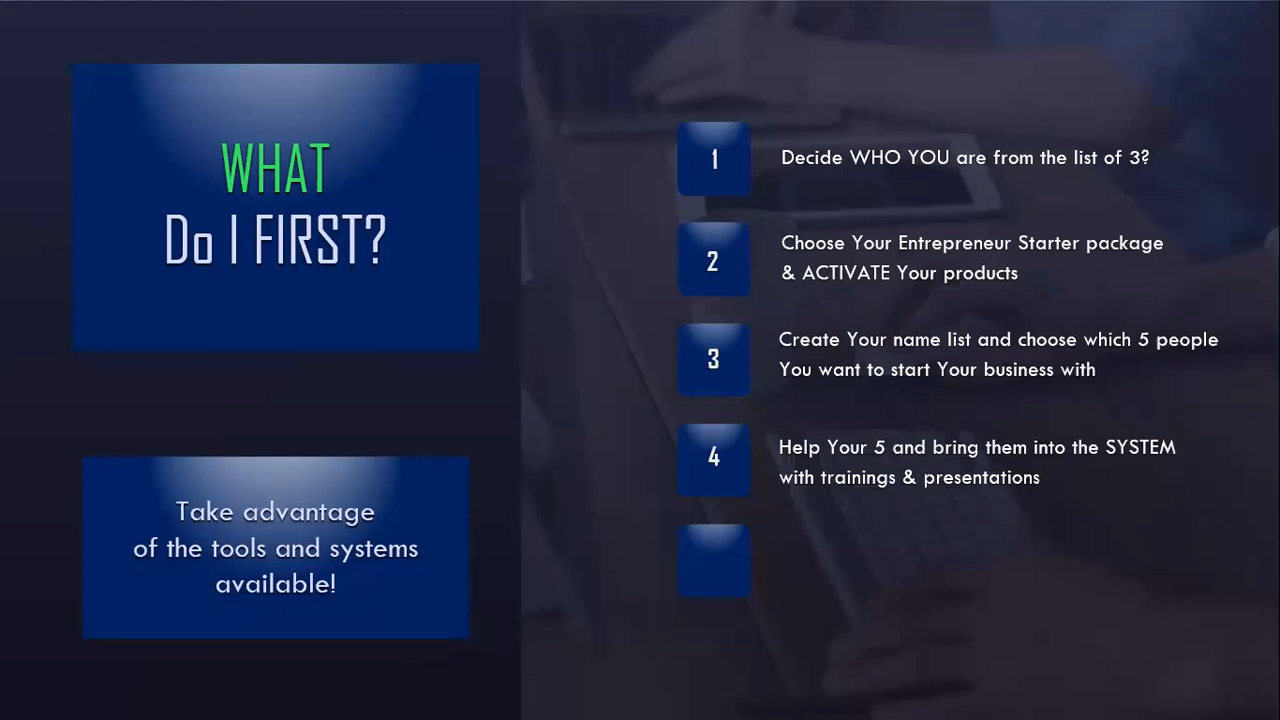 WHAT
Do I FIRST?
Take advantage
of the tools and systems
available!
1
Decide WHO YOU are from the list of 3?
2
Choose Your Entrepreneur Starter package
& ACTIVATE Your products
3
Create Your name list and choose which 5 people
You want to start Your business with
4
Help Your 5 and bring them into the SYSTEM
with trainings & presentations